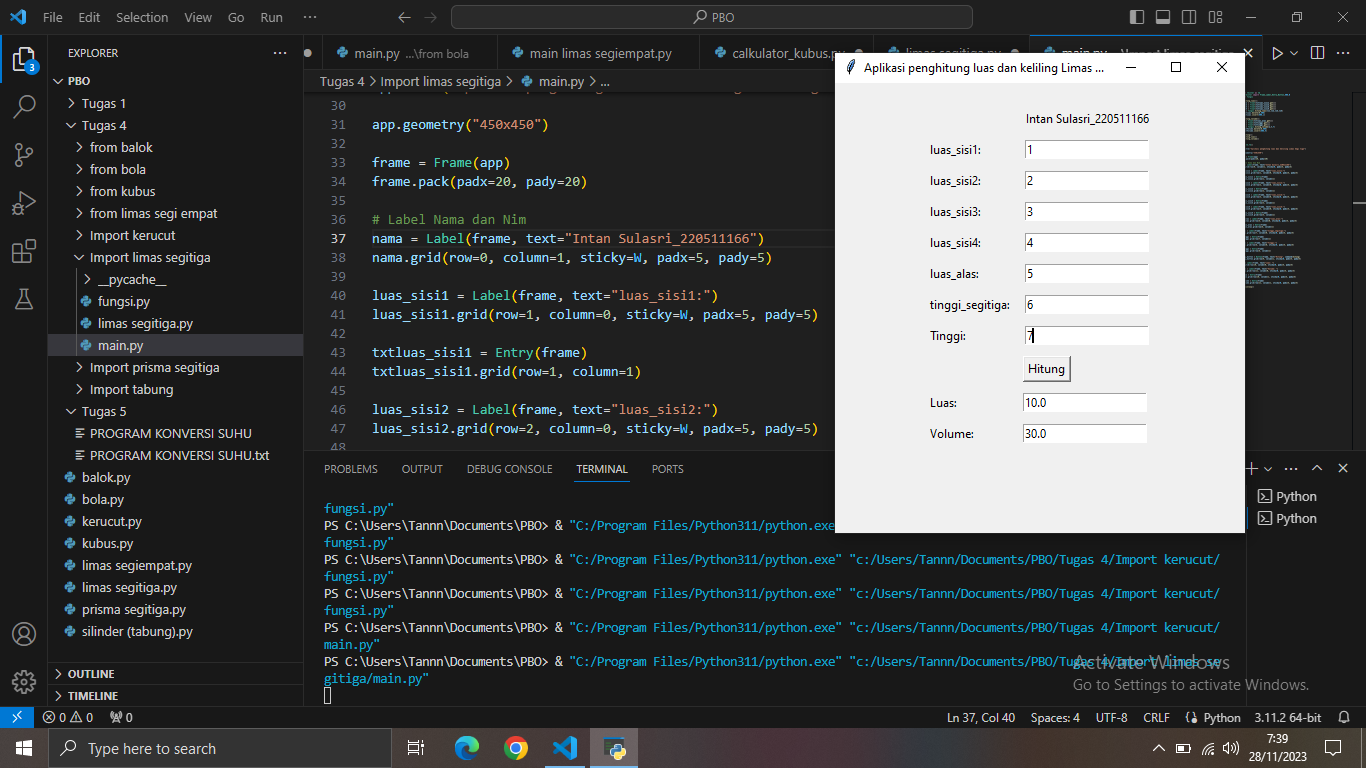 File Edit Selection View Go Run ··· PBO
EXPLORER
PBO
Tugas 1
Tugas 4
from balok
from bola
from kubus
from limas segi empat
Import kerucut
Import limas segitiga
__pycache__
fungsi.py
limas segitiga.py
main.py
Import prisma segitiga
Import tabung
Tugas 5
PROGRAM KONVERSI SUHU
PROGRAM KONVERSI SUHU.txt
balok.py
bola.py
kerucut.py
kubus.py
limas segiempat.py
limas segitiga.py
prisma segitiga.py
silinder (tabung).py
OUTLINE
TIMELINE
main.py ...\from bola main limas segiempat.py calkulator_kubus.py
Tugas 4 > Import limas segitiga > main.py > ...
30
31 app.geometry("450x450")
32
33 frame = Frame(app)
34 frame.pack(padx=20, pady=20)
35
36 # Label Nama dan Nim
37 nama = Label(frame, text="Intan Sulasri_220511166")
38 nama.grid(row=0, column=1, sticky=W, padx=5, pady=5)
39
40 luas_sisi1 = Label(frame, text="luas_sisi1:")
41 luas_sisi1.grid(row=1, column=0, sticky=W, padx=5, pady=5)
42
43 txtluas_sisi1 = Entry(frame)
44 txtluas_sisi1.grid(row=1, column=1)
45
46 luas_sisi2 = Label(frame, text="luas_sisi2:")
47 luas_sisi2.grid(row=2, column=0, sticky=W, padx=5, pady=5)
48
Aplikasi penghitung luas dan keliling Limas ...
Intan Sulasri_220511166
luas_sisi1: 1
luas_sisi2: 2
luas_sisi3: 3
luas_sisi4: 4
luas_alas: 5
tinggi_segitiga: 6
Tinggi: 7
Hitung
Luas: 10.0
Volume: 30.0
PROBLEMS OUTPUT DEBUG CONSOLE TERMINAL PORTS
fungsi.py"
PS C:\Users\Tannn\Documents\PBO> & "C:/Program Files/Python311/python.exe"
fungsi.py"
PS C:\Users\Tannn\Documents\PBO> & "C:/Program Files/Python311/python.exe" "c:/Users/Tannn/Documents/PBO/Tugas 4/Import kerucut/
fungsi.py"
PS C:\Users\Tannn\Documents\PBO> & "C:/Program Files/Python311/python.exe" "c:/Users/Tannn/Documents/PBO/Tugas 4/Import kerucut/
fungsi.py"
PS C:\Users\Tannn\Documents\PBO> & "C:/Program Files/Python311/python.exe" "c:/Users/Tannn/Documents/PBO/Tugas 4/Import kerucut/
main.py"
PS C:\Users\Tannn\Documents\PBO> & "C:/Program Files/Python311/python.exe" "c:/Users/Tannn/Documents/PBO/Tugas 4/Import limas se
gitiga/main.py"
Python
Python
Activate Windows
Go to Settings to activate Windows.
0 0 0 Ln 37, Col 40 Spaces: 4 UTF-8 CRLF Python 3.11.2 64-bit
Type here to search
7:39
28/11/2023